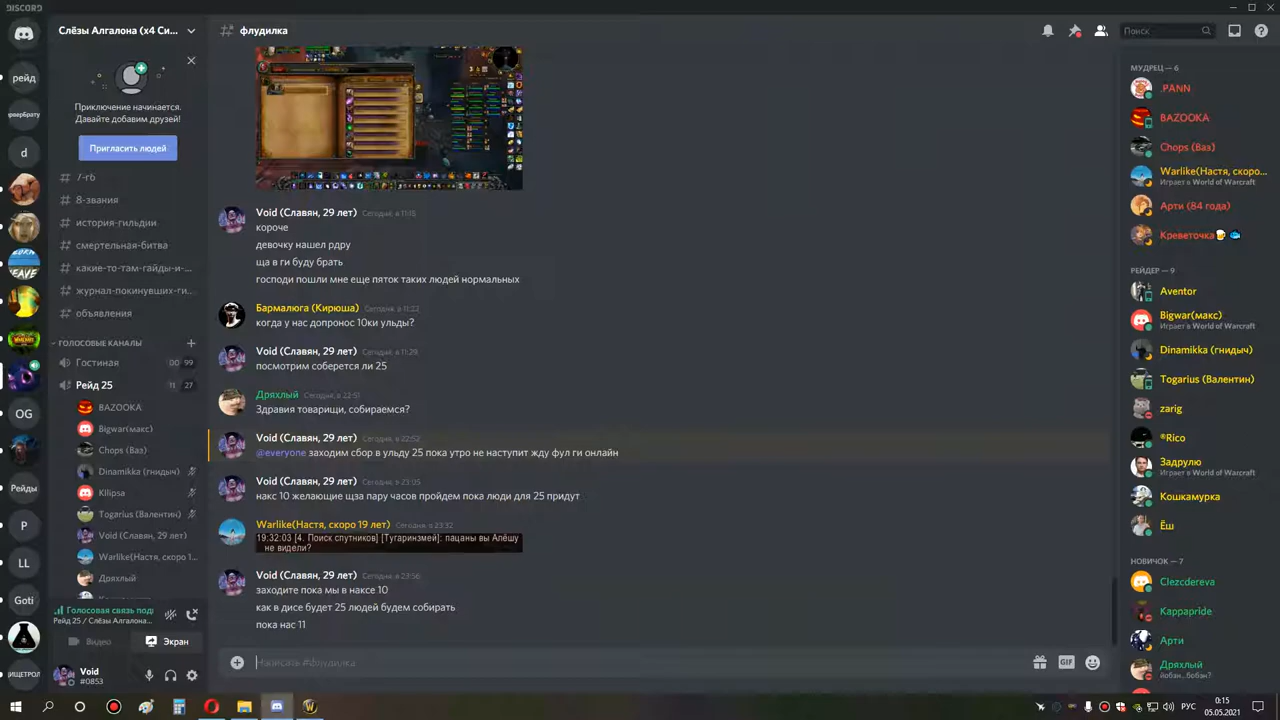 DISCORD
Слёзы Алгалона (x4 Си...
флудилка
Поиск
Приключение начинается.
Давайте добавим друзей!
Пригласить людей
рейд
d
OG
Рейды
P
LL
Goti
/-rб
8-звания
история-гильдии
смертельная-битва
какие-то-там-гайды-и-...
журнал-покинувших-ги...
объявления
ГОЛОСОВЫЕ КАНАЛЫ
Гостиная 00 99
Рейд 25 11 27
BAZOOKA
Bigwar(макс)
Chops (Ваз)
Dinamikka (гнидыч)
Kilipsa
Togarius (Валентин)
Void (Славян, 29 лет)
Warlike(Настя, скоро 1...
Дряхлый
Голосовая связь под
Рейд 25 / Слёзы Алгалона...
Видео
Экран
Void
#0853
Void (Славян, 29 лет) Сегодня, в 11:18
короче
девочку нашел рдру
ща в ги буду брать
господи пошли мне еще пяток таких людей нормальных
Бармалюга (Кирюша) Сегодня, в 11:22
когда у нас допронос 10ки ульды?
Void (Славян, 29 лет) Сегодня, в 11:29
посмотрим соберется ли 25
Дряхлый Сегодня, в 22:51
Здравия товарищи, собираемся?
Void (Славян, 29 лет) Сегодня, в 22:52
@everyone заходим сбор в ульду 25 пока утро не наступит жду фул ги онлайн
Void (Славян, 29 лет) Сегодня, в 23:05
накс 10 желающие щза пару часов пройдем пока люди для 25 придут
Warlike(Настя, скоро 19 лет) Сегодня, в 23:32
19:32:03 [4. Поиск спутников] [Тугаринзмей]: пацаны вы Алёшу
не видели?
Void (Славян, 29 лет) Сегодня, в 23:56
заходите пока мы в наксе 10
как в дисе будет 25 людей будем собирать
пока нас 11
Написать #флудилка
GIF
МУДРЕЦ — 6
.PANN
BAZOOKA
Chops (Ваз)
Warlike(Настя, скоро...
Играет в World of Warcraft
Арти (84 года)
Креветочка
РЕЙДЕР — 9
Aventor
Bigwar(макс)
Играет в World of Warcraft
Dinamikka (гнидыч)
Togarius (Валентин)
zarig
®Rico
Задрулю
Играет в World of Warcraft
Кошкамурка
Ёш
НОВИЧОК — 7
Clezcdereva
Kappapride
Арти
Дряхлый
йобан...бобэн?
РУС
0:15
05.05.2021